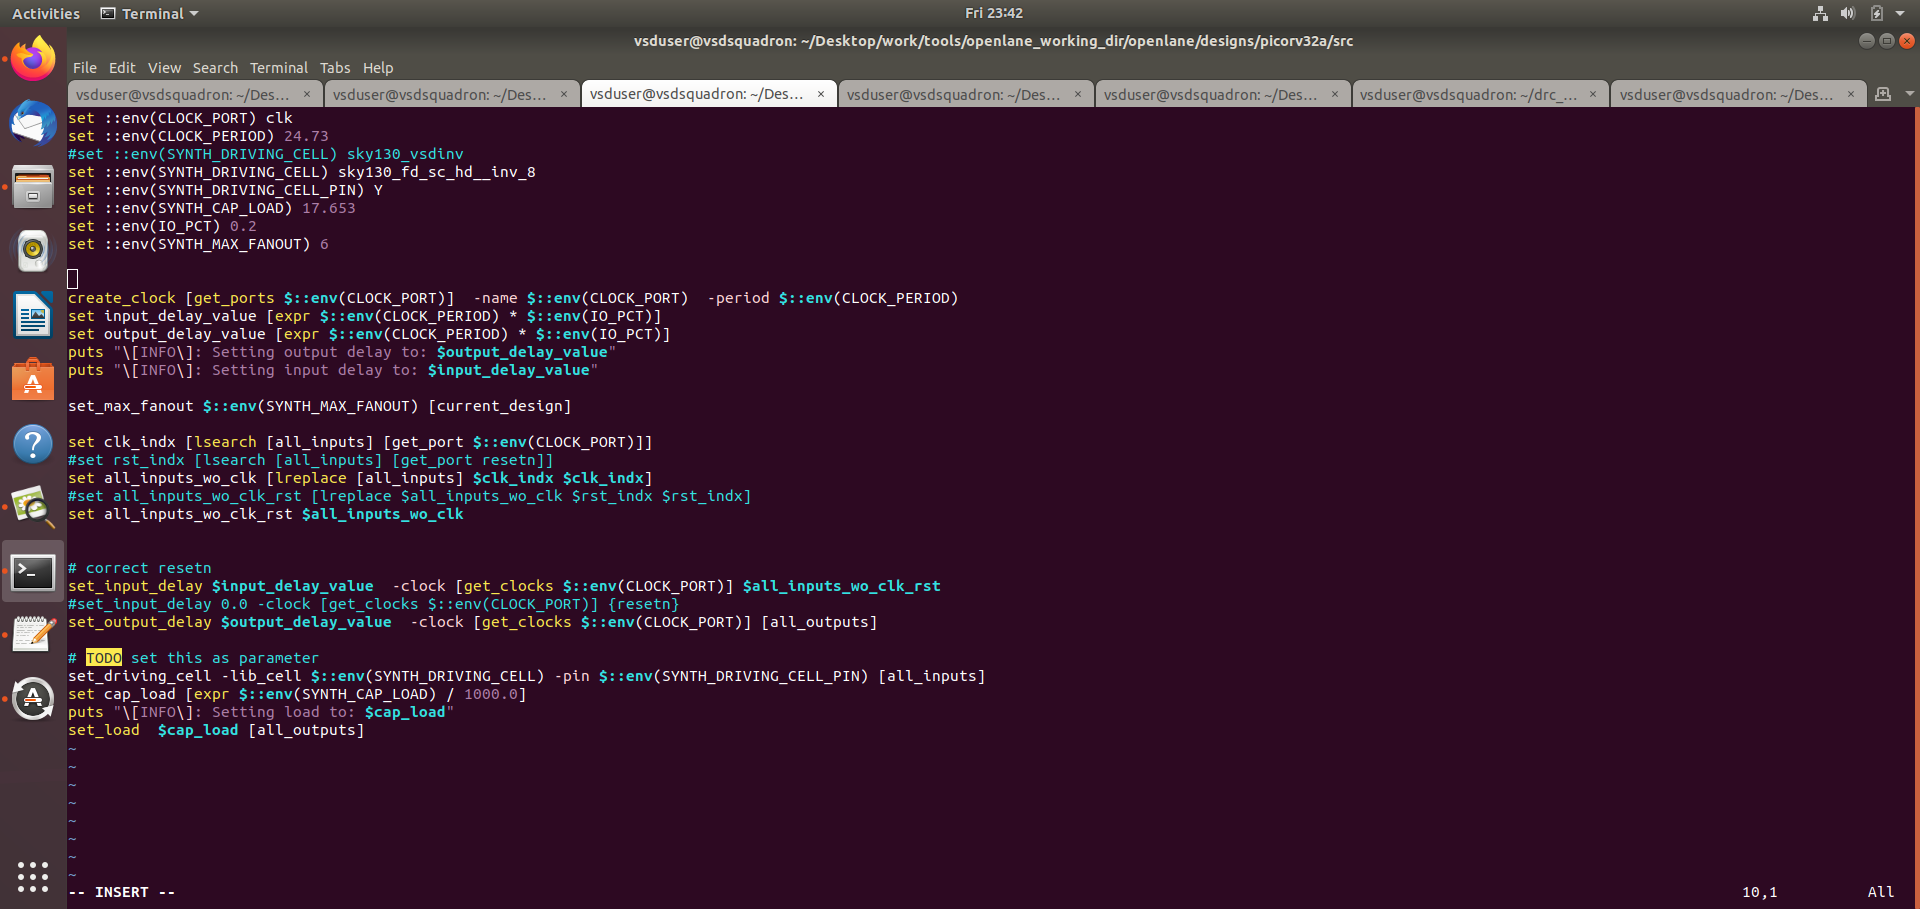 Activities Terminal Fri 23:42
vsduser@vsdsquadron: ~/Desktop/work/tools/openlane_working_dir/openlane/designs/picorv32a/src
File Edit View Search Terminal Tabs Help
vsduser@vsdsquadron: ~/Des... × vsduser@vsdsquadron: ~/Des... × vsduser@vsdsquadron: ~/Des... × vsduser@vsdsquadron: ~/Des... × vsduser@vsdsquadron: ~/Des... × vsduser@vsdsquadron: ~/drc_... × vsduser@vsdsquadron: ~/Des... ×
set ::env(CLOCK_PORT) clk
set ::env(CLOCK_PERIOD) 24.73
#set ::env(SYNTH_DRIVING_CELL) sky130_vsdinv
set ::env(SYNTH_DRIVING_CELL) sky130_fd_sc_hd__inv_8
set ::env(SYNTH_DRIVING_CELL_PIN) Y
set ::env(SYNTH_CAP_LOAD) 17.653
set ::env(IO_PCT) 0.2
set ::env(SYNTH_MAX_FANOUT) 6
create_clock [get_ports $::env(CLOCK_PORT)]  -name $::env(CLOCK_PORT)  -period $::env(CLOCK_PERIOD)
set input_delay_value [expr $::env(CLOCK_PERIOD) * $::env(IO_PCT)]
set output_delay_value [expr $::env(CLOCK_PERIOD) * $::env(IO_PCT)]
puts "\[INFO\]: Setting output delay to: $output_delay_value"
puts "\[INFO\]: Setting input delay to: $input_delay_value"
set_max_fanout $::env(SYNTH_MAX_FANOUT) [current_design]
set clk_indx [lsearch [all_inputs] [get_port $::env(CLOCK_PORT)]]
#set rst_indx [lsearch [all_inputs] [get_port resetn]]
set all_inputs_wo_clk [lreplace [all_inputs] $clk_indx $clk_indx]
#set all_inputs_wo_clk_rst [lreplace $all_inputs_wo_clk $rst_indx $rst_indx]
set all_inputs_wo_clk_rst $all_inputs_wo_clk
# correct resetn
set_input_delay $input_delay_value  -clock [get_clocks $::env(CLOCK_PORT)] $all_inputs_wo_clk_rst
#set_input_delay 0.0 -clock [get_clocks $::env(CLOCK_PORT)] {resetn}
set_output_delay $output_delay_value  -clock [get_clocks $::env(CLOCK_PORT)] [all_outputs]
# TODO set this as parameter
set_driving_cell -lib_cell $::env(SYNTH_DRIVING_CELL) -pin $::env(SYNTH_DRIVING_CELL_PIN) [all_inputs]
set cap_load [expr $::env(SYNTH_CAP_LOAD) / 1000.0]
puts "\[INFO\]: Setting load to: $cap_load"
set_load  $cap_load [all_outputs]
~
~
~
~
~
~
~
~
-- INSERT -- 10,1 All